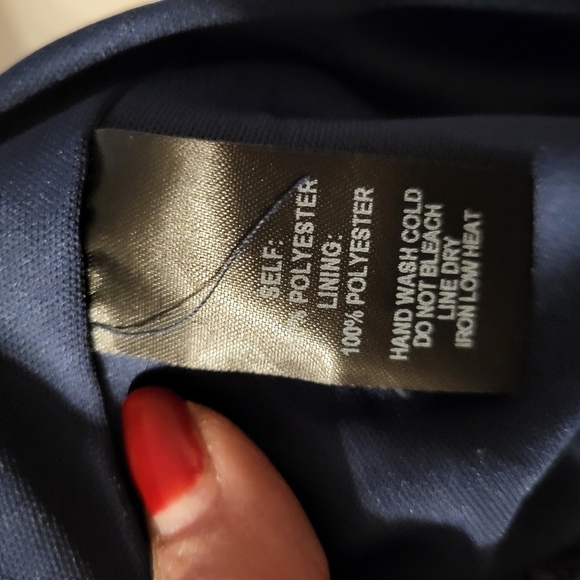 SELF:
% POLYESTER
LINING:
100% POLYESTER
HAND WASH COLD
DO NOT BLEACH
LINE DRY
IRON LOW HEAT